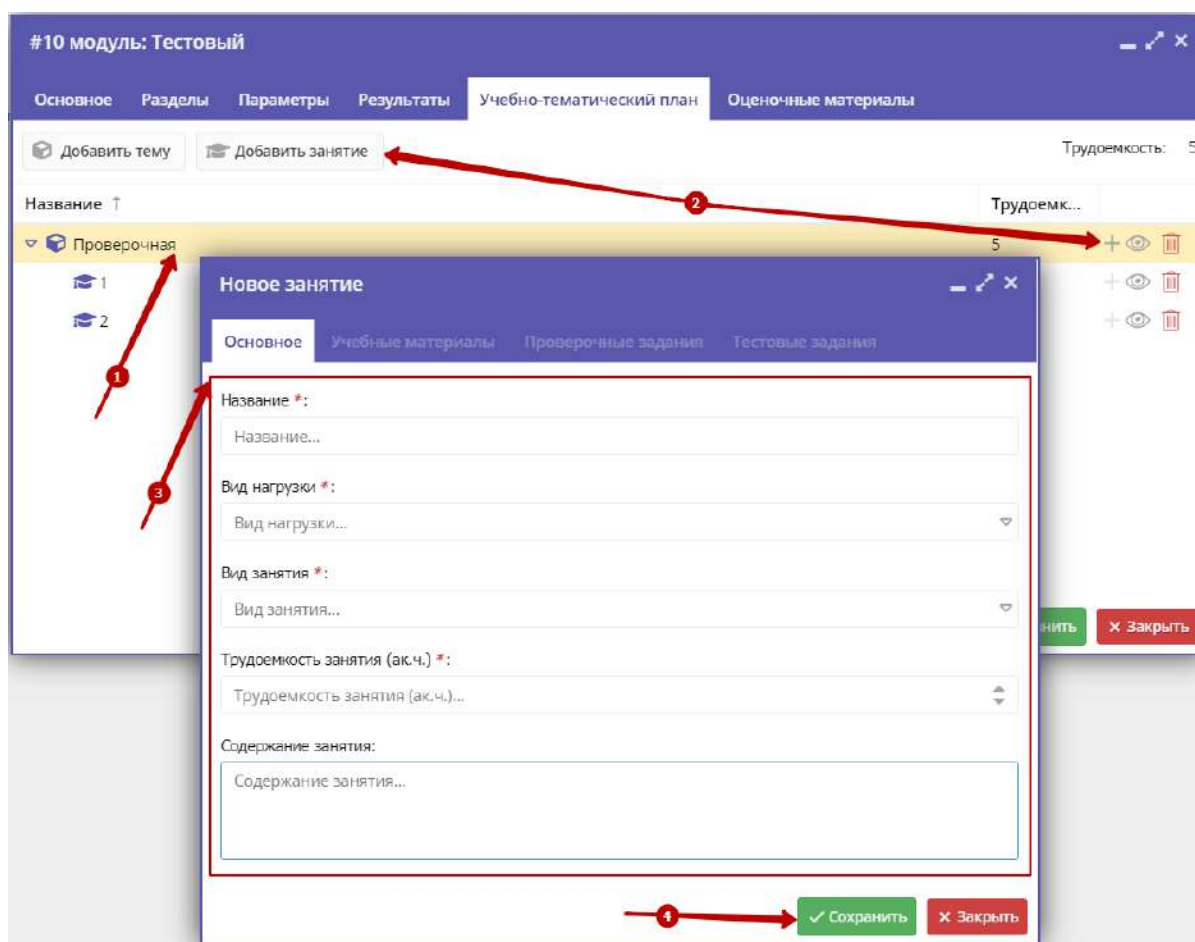 #10 модуль: Тестовый
Основное Разделы Параметры Результаты Учебно-тематический план Оценочные материалы
Добавить тему Добавить занятие Трудоемкость: 5
2
Название ↑ Трудоемк...
Проверочная 5
1
2
1
3
Новое занятие
Основное Учебные материалы Проверочные задания Тестовые задания
Название *:
Название...
Вид нагрузки *:
Вид нагрузки...
Вид занятия *:
Вид занятия...
нить Закрыть
Трудоемкость занятия (ак.ч.) *:
Трудоемкость занятия (ак.ч.)...
Содержание занятия:
Содержание занятия...
4
Сохранить Закрыть